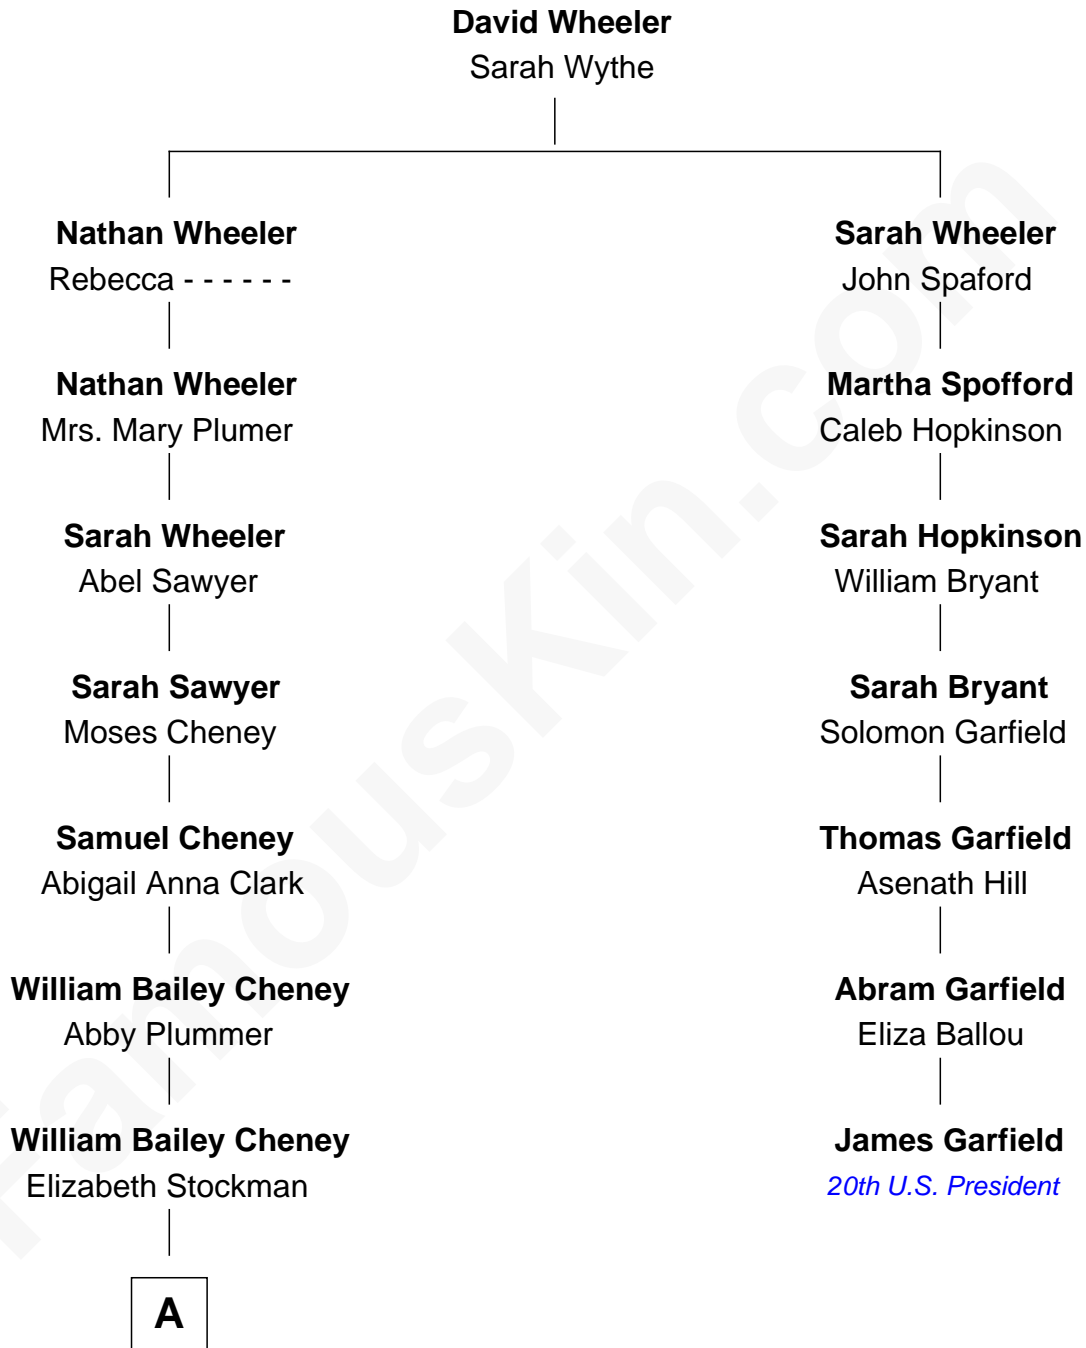 David Wheeler
Sarah Wythe
Nathan Wheeler
Rebecca - - - - - -
Sarah Wheeler
John Spaford
Nathan Wheeler
Mrs. Mary Plumer
Martha Spofford
Caleb Hopkinson
Sarah Wheeler
Abel Sawyer
Sarah Hopkinson
William Bryant
Sarah Sawyer
Moses Cheney
Sarah Bryant
Solomon Garfield
Samuel Cheney
Abigail Anna Clark
Thomas Garfield
Asenath Hill
William Bailey Cheney
Abby Plummer
Abram Garfield
Eliza Ballou
William Bailey Cheney
Elizabeth Stockman
James Garfield
20th U.S. President
A
FamousKin.com